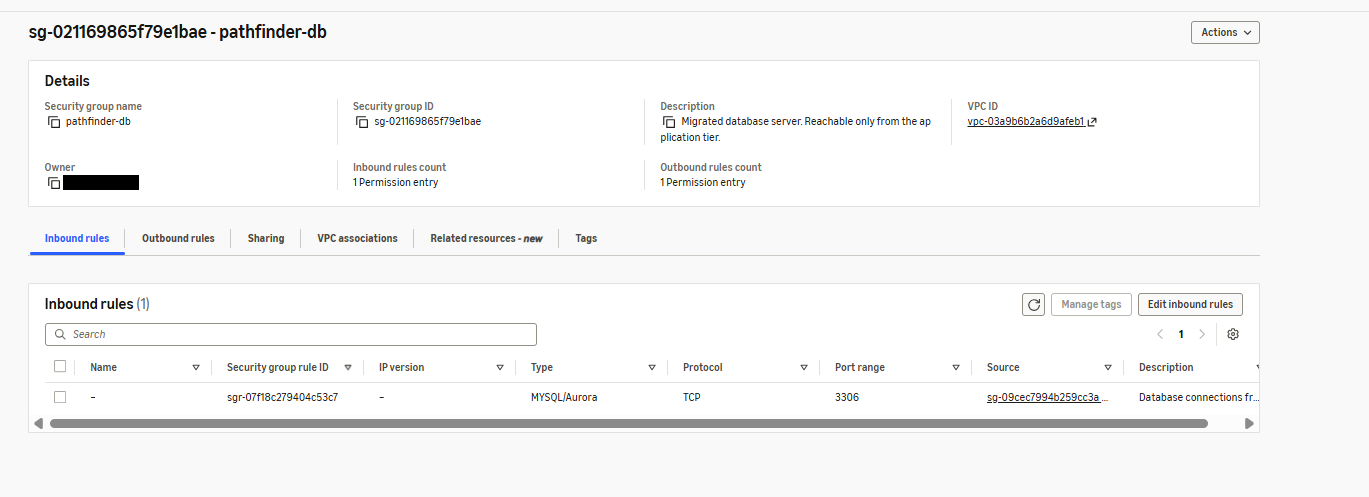 sg-021169865f79e1bae - pathfinder-db
Actions
Details
Security group name
pathfinder-db
Security group ID
sg-021169865f79e1bae
Description
Migrated database server. Reachable only from the ap
plication tier.
VPC ID
vpc-03a9b6b2a6d9afeb1
Owner
Inbound rules count
1 Permission entry
Outbound rules count
1 Permission entry
Inbound rules
Outbound rules
Sharing
VPC associations
Related resources - new
Tags
Inbound rules (1)
Manage tags
Edit inbound rules
Search
1
Name
Security group rule ID
IP version
Type
Protocol
Port range
Source
Description
–
sgr-07f18c279404c53c7
–
MYSQL/Aurora
TCP
3306
sg-09cec7994b259cc3a ...
Database connections fr...